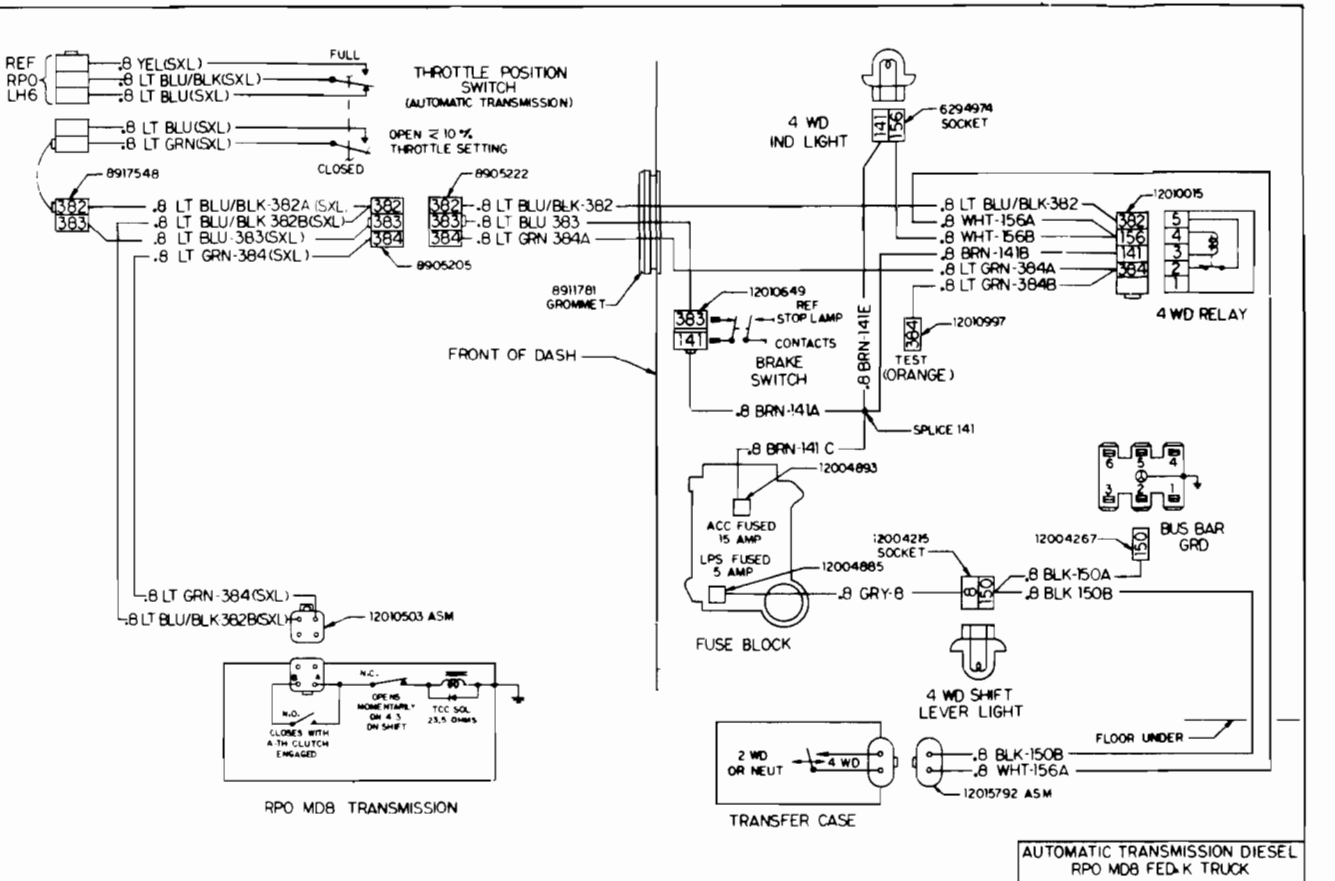 REF
RPO
LH6
.8 YEL(SXL)
.8 LT BLU/BLK(SXL)
.8 LT BLU(SXL)
FULL
THROTTLE POSITION
SWITCH
(AUTOMATIC TRANSMISSION)
.8 LT BLU(SXL)
.8 LT GRN(SXL)
OPEN ≥ 10 %
THROTTLE SETTING
CLOSED
8917548
382
383
.8 LT BLU/BLK-382A (SXL
.8 LT BLU/BLK 382B(SXL)
.8 LT BLU-383(SXL)
.8 LT GRN-384(SXL)
382
383
384
8905205
8905222
382
383
384
.8 LT BLU/BLK-382
.8 LT BLU 383
.8 LT GRN 384A
8911781
GROMMET
FRONT OF DASH
4 WD
IND LIGHT
141
156
6294974
SOCKET
.8 LT BLU/BLK-382
.8 WHT-156A
.8 WHT-156B
.8 BRN-141B
.8 LT GRN-384A
.8 LT GRN-384B
12010015
382
156
141
384
5
4
3
2
1
4 WD RELAY
12010649
383
141
REF
STOP LAMP
CONTACTS
BRAKE
SWITCH
.8 BRN-141E
384
12010997
TEST
(ORANGE)
.8 BRN-141A
SPLICE 141
.8 BRN-141 C
12004893
ACC FUSED
15 AMP
LPS FUSED
5 AMP
12004885
FUSE BLOCK
.8 GRY-8
12004215
SOCKET
8
150
.8 BLK-150A
.8 BLK 150B
12004267
150
6
5
4
3
2
1
BUS BAR
GRD
4 WD SHIFT
LEVER LIGHT
FLOOR UNDER
.8 LT GRN-384(SXL)
.8 LT BLU/BLK 382B(SXL)
12010503 ASM
B
A
N.C.
OPENS
MOMENTARILY
ON 4 3
DN SHIFT
TCC SOL
23.5 OHMS
N.O.
CLOSES WITH
4-TH CLUTCH
ENGAGED
RPO MD8 TRANSMISSION
2 WD
OR NEUT
4 WD
TRANSFER CASE
.8 BLK-150B
.8 WHT-156A
12015792 ASM
AUTOMATIC TRANSMISSION DIESEL
RPO MD8 FED. K TRUCK